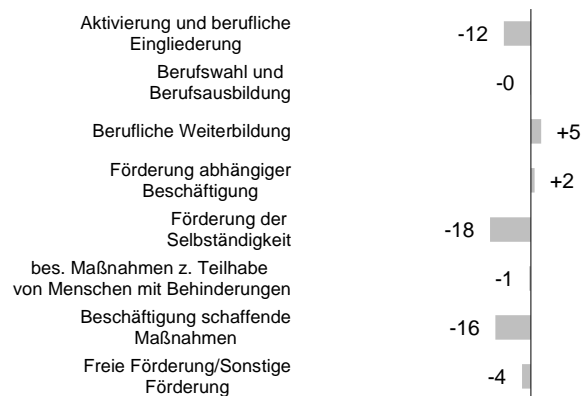 Aktivierung und berufliche
Eingliederung
-12
Berufswahl und
Berufsausbildung
-0
Berufliche Weiterbildung
+5
Förderung abhängiger
Beschäftigung
+2
Förderung der
Selbständigkeit
-18
bes. Maßnahmen z. Teilhabe
von Menschen mit Behinderungen
-1
Beschäftigung schaffende
Maßnahmen
-16
Freie Förderung/Sonstige
Förderung
-4